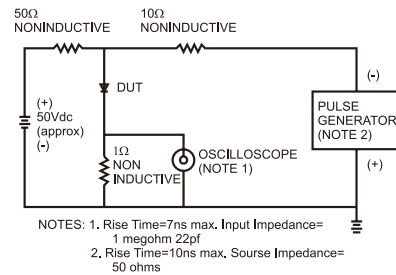 50Ω
NONINDUCTIVE
10Ω
NONINDUCTIVE
DUT
(+)
50Vdc
(approx)
(-)
1Ω
NON
INDUCTIVE
OSCILLOSCOPE
(NOTE 1)
(-)
PULSE
GENERATOR
(NOTE 2)
(+)
NOTES: 1. Rise Time=7ns max. Input Impedance=
1 megohm 22pf
2. Rise Time=10ns max. Sourse Impedance=
50 ohms